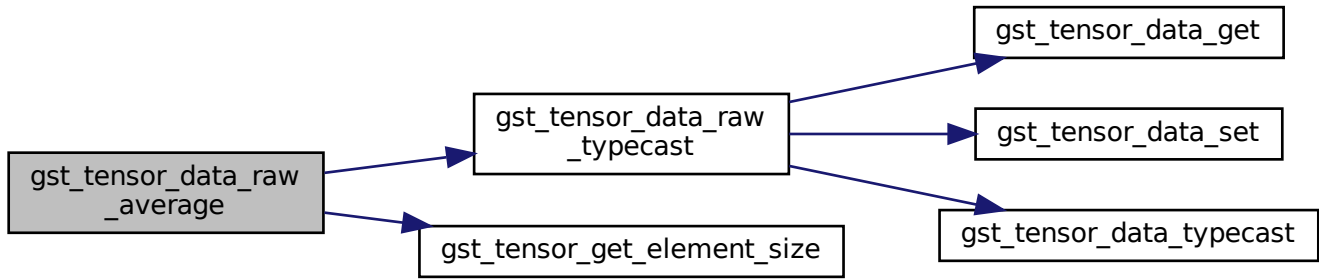 gst_tensor_data_raw
_average
gst_tensor_data_raw
_typecast
gst_tensor_get_element_size
gst_tensor_data_get
gst_tensor_data_set
gst_tensor_data_typecast